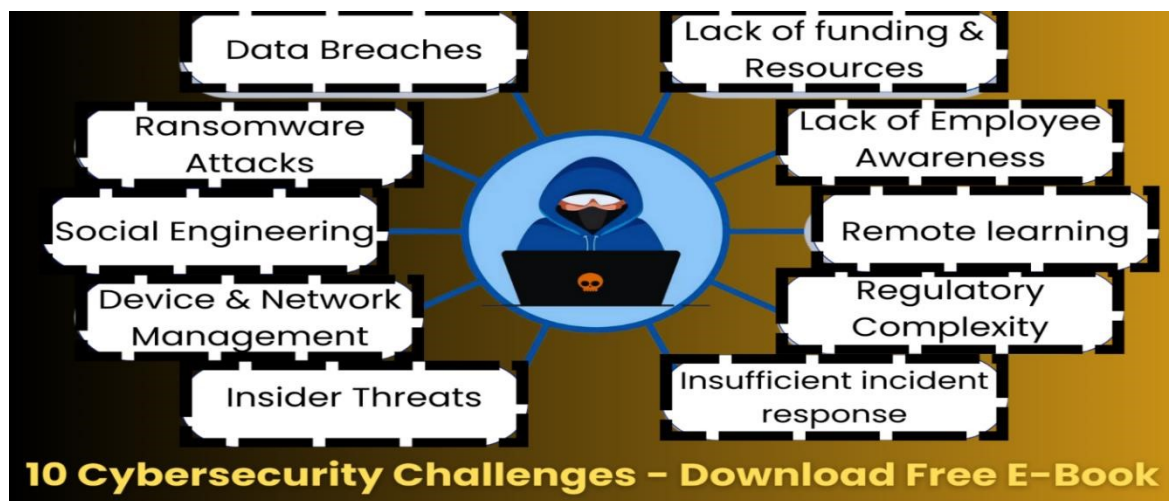 Data Breaches
Lack of funding &
Resources
Ransomware
Attacks
Lack of Employee
Awareness
Social Engineering
Remote learning
Device & Network
Management
Regulatory
Complexity
Insider Threats
Insufficient incident
response
10 Cybersecurity Challenges - Download Free E-Book